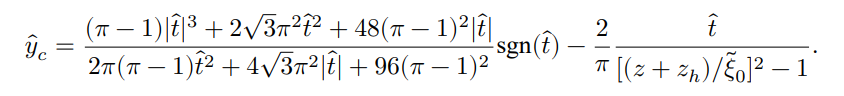 $$\hat{y}_c = \frac{(\pi - 1)|\hat{t}|^3 + 2\sqrt{3}\pi^2\hat{t}^2 + 48(\pi - 1)^2|\hat{t}|}{2\pi(\pi - 1)\hat{t}^2 + 4\sqrt{3}\pi^2|\hat{t}| + 96(\pi - 1)^2}\text{sgn}(\hat{t}) - \frac{2}{\pi}\frac{\hat{t}}{[(z + z_h)/\tilde{\xi}_0]^2 - 1}.$$